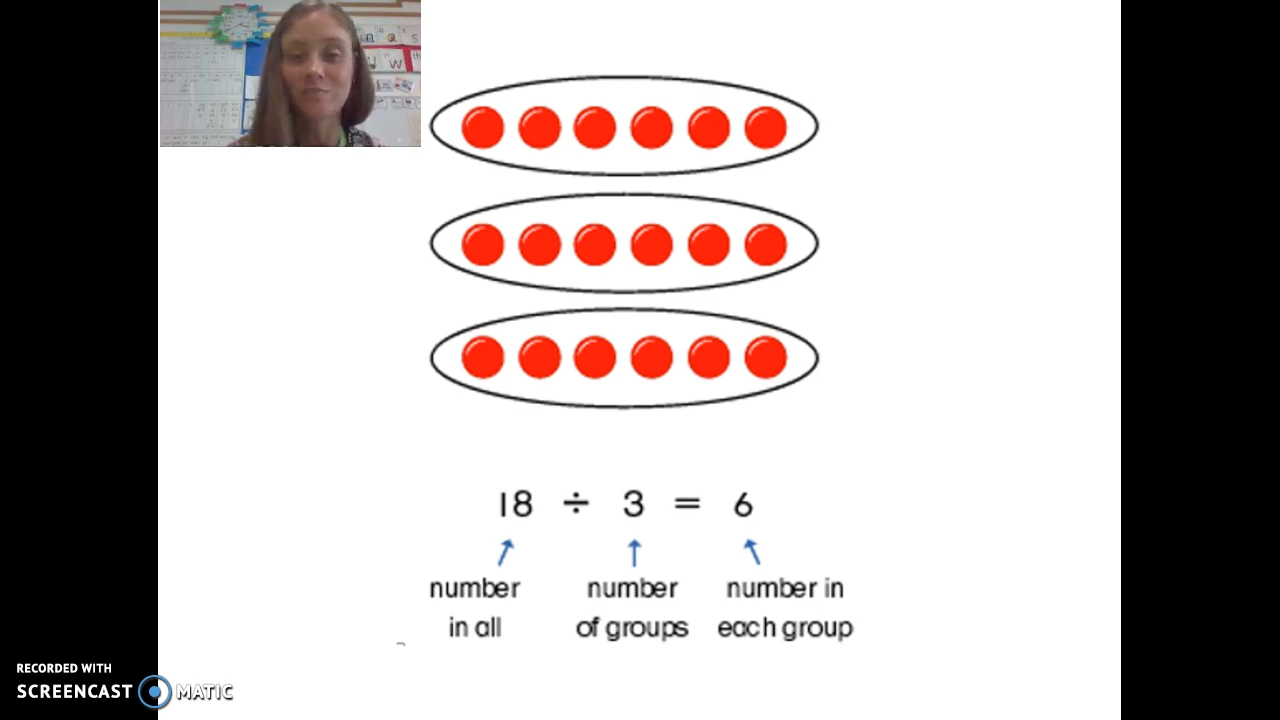 18 ÷ 3 = 6
number number number in
in all of groups each group
RECORDED WITH
SCREENCAST MATIC